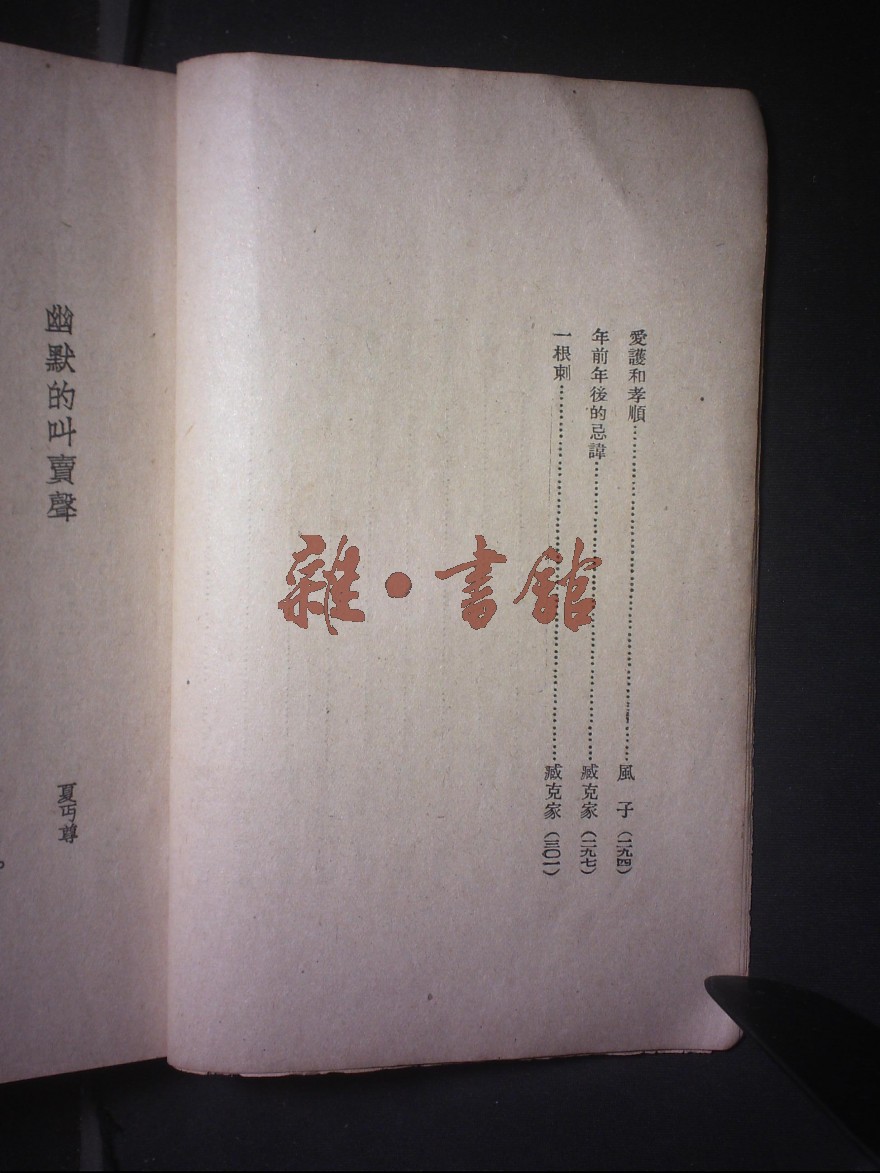 愛護和孝順……風 子(二九四)
年前年後的忌諱……臧克家(二九七)
一根刺……臧克家(三〇一)
幽默的叫賣聲
夏丏尊
雜·書館